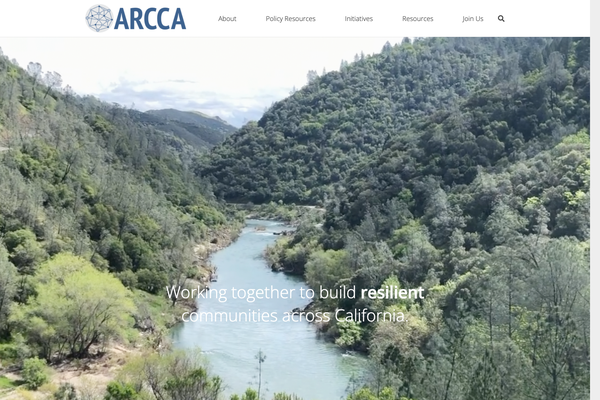 ARCCA
About
Policy Resources
Initiatives
Resources
Join Us
Working together to build resilient
communities across California.